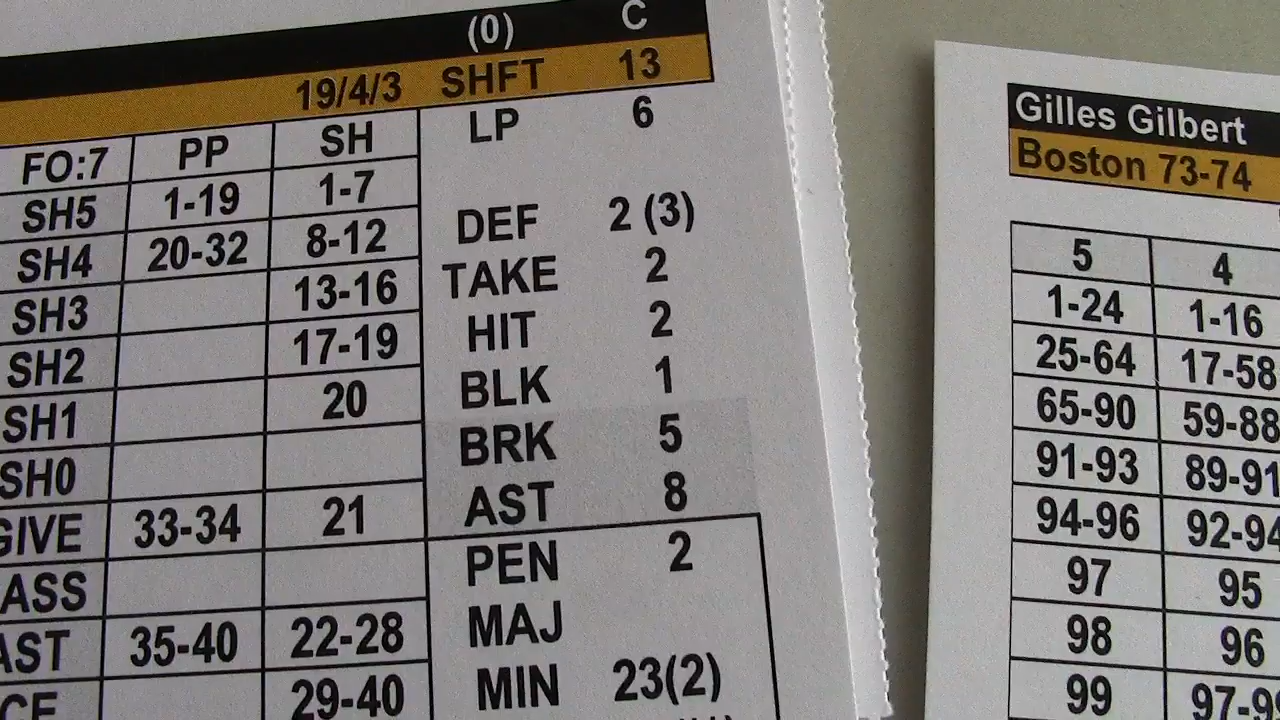 (0) C
19/4/3 SHFT 13
FO:7 PP SH LP 6
SH5 1-19 1-7
SH4 20-32 8-12 DEF 2 (3)
SH3 13-16 TAKE 2
SH2 17-19 HIT 2
SH1 20 BLK 1
SH0 BRK 5
GIVE 33-34 21 AST 8
ASS PEN 2
AST 35-40 22-28 MAJ
CE 29-40 MIN 23(2)
Gilles Gilbert
Boston 73-74
5 4
1-24 1-16
25-64 17-58
65-90 59-88
91-93 89-91
94-96 92-94
97 95
98 96
99 97-9